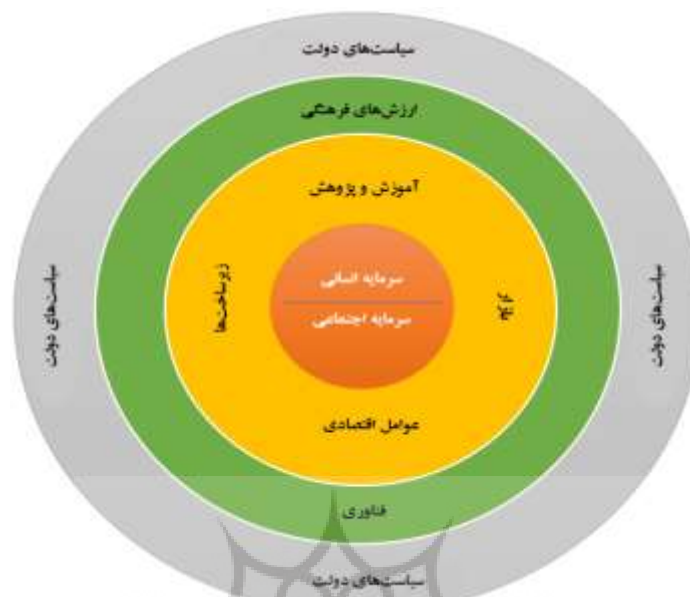 سیاست‌های دولت
ارزش‌های فرهنگی
آموزش و پژوهش
سیاست‌های دولت
بازار
سرمایه انسانی
سرمایه اجتماعی
زیرساخت‌ها
سیاست‌های دولت
عوامل اقتصادی
فناوری
سیاست‌های دولت